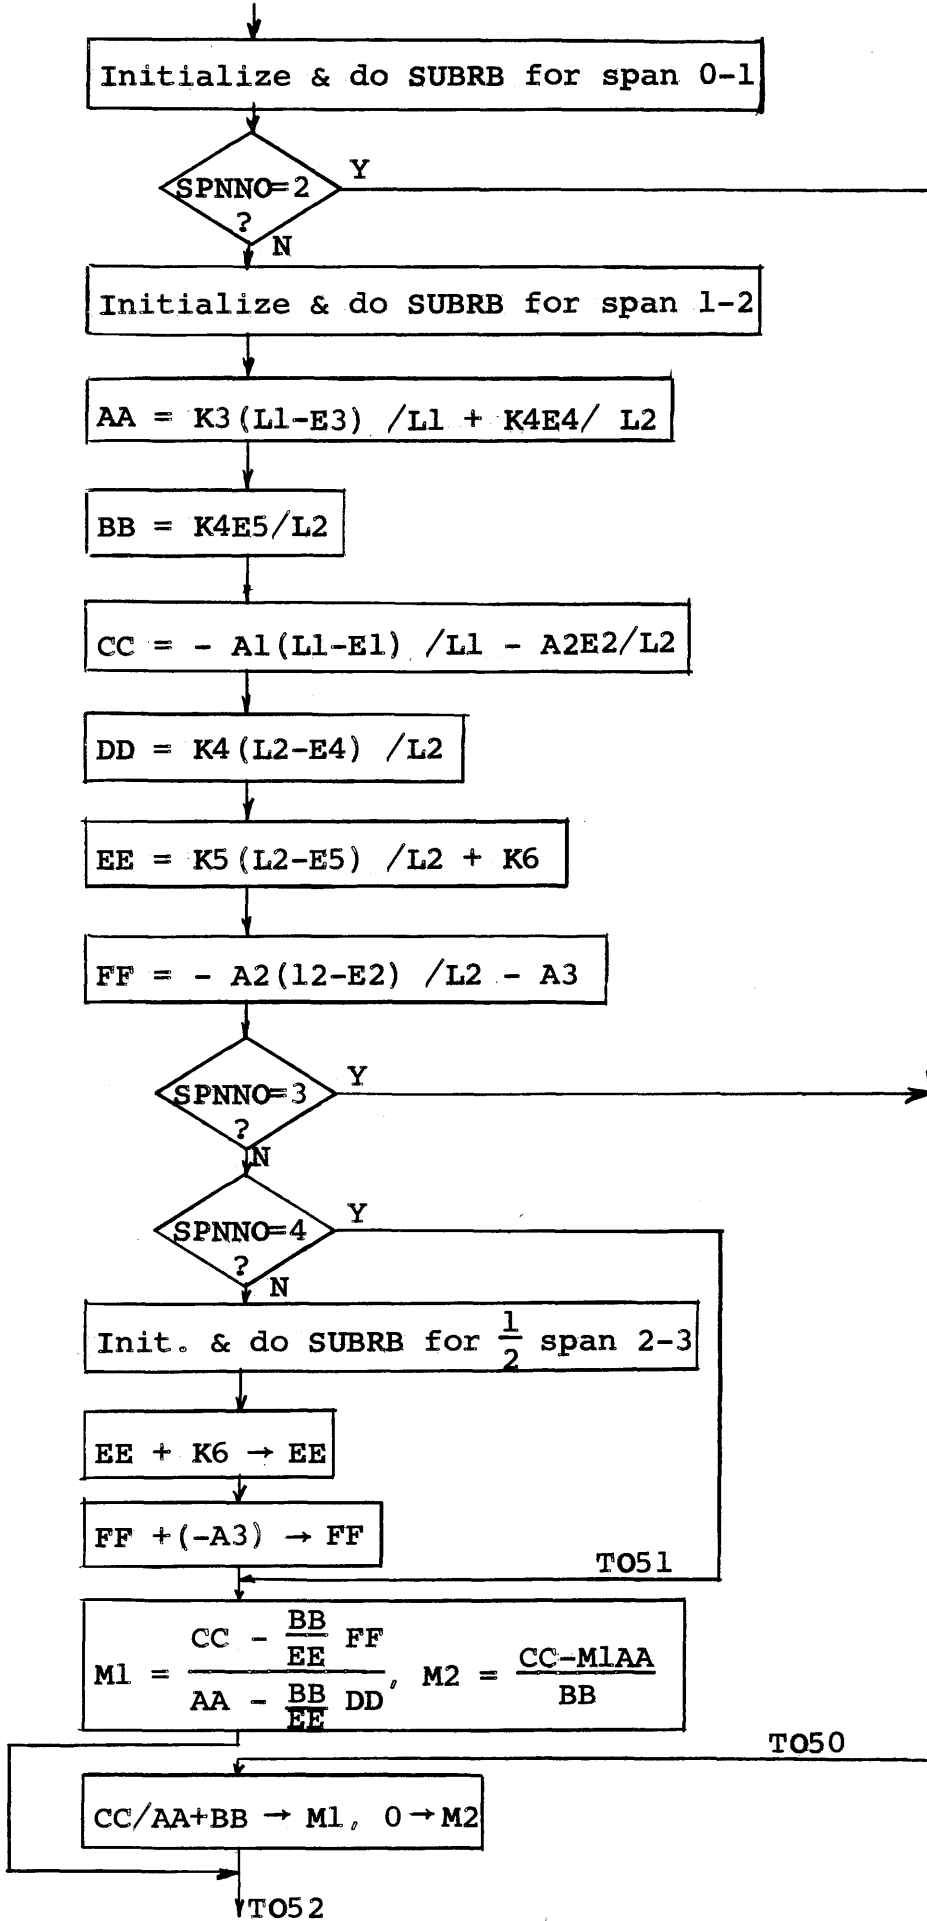 Initialize & do SUBRB for span 0-1
Y
SPNNO=2
?
N
Initialize & do SUBRB for span 1-2
AA = K3(L1-E3) /L1 + K4E4/ L2
BB = K4E5/L2
CC = - A1(L1-E1) /L1 - A2E2/L2
DD = K4(L2-E4) /L2
EE = K5(L2-E5) /L2 + K6
FF = - A2(12-E2) /L2 - A3
Y
SPNNO=3
?
N
Y
SPNNO=4
?
N
Init. & do SUBRB for 1/2 span 2-3
EE + K6 → EE
FF +(-A3) → FF
TO51
M1 = (CC - BB/EE FF)/(AA - BB/EE DD), M2 = CC-M1AA/BB
TO50
CC/AA+BB → M1, 0→M2
TO52